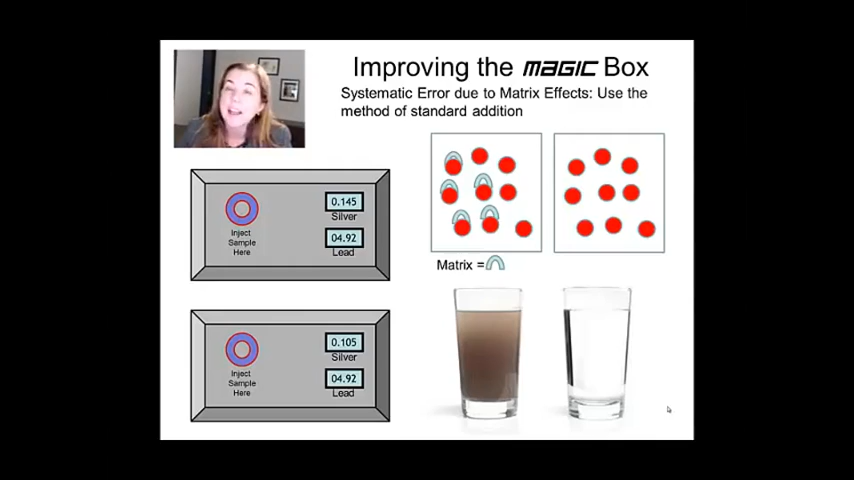 Improving the MAGIC Box
Systematic Error due to Matrix Effects: Use the
method of standard addition
0.145
Silver
04.92
Lead
Inject
Sample
Here
Matrix =
0.105
Silver
04.92
Lead
Inject
Sample
Here